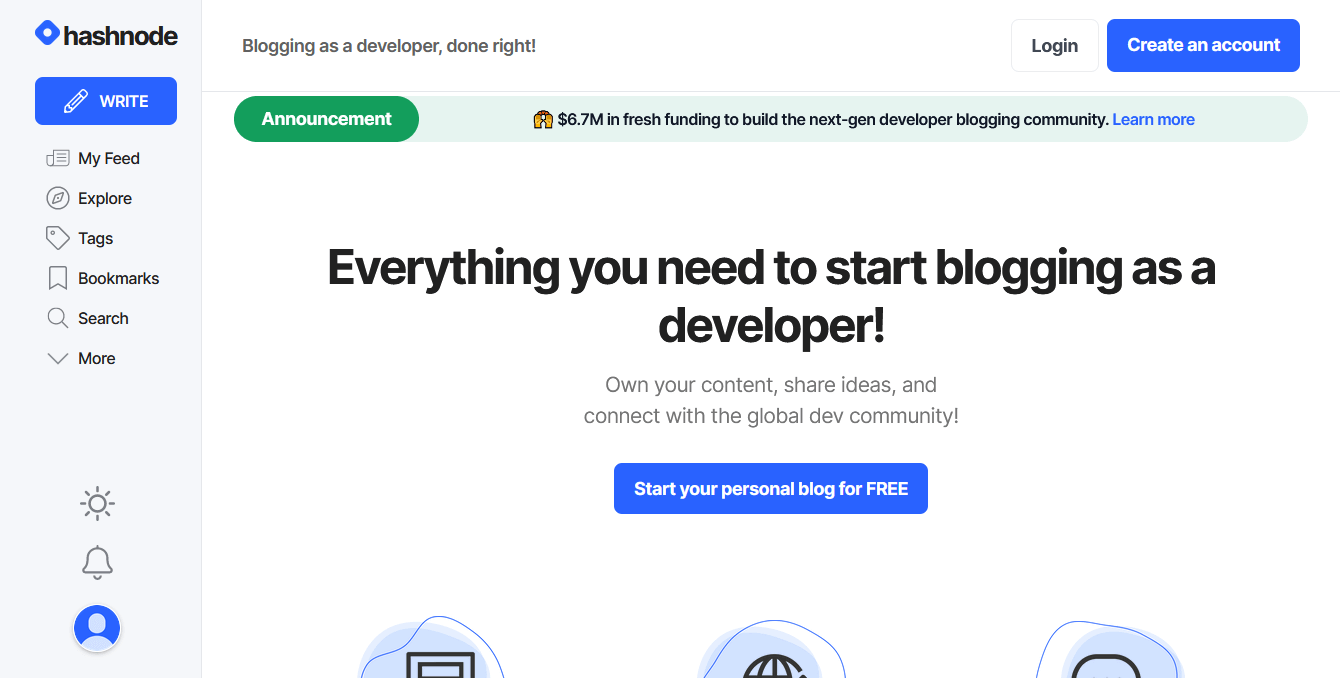 hashnode
Blogging as a developer, done right!
Login
Create an account
WRITE
My Feed
Explore
Tags
Bookmarks
Search
More
Announcement
$6.7M in fresh funding to build the next-gen developer blogging community. Learn more
Everything you need to start blogging as a
developer!
Own your content, share ideas, and
connect with the global dev community!
Start your personal blog for FREE